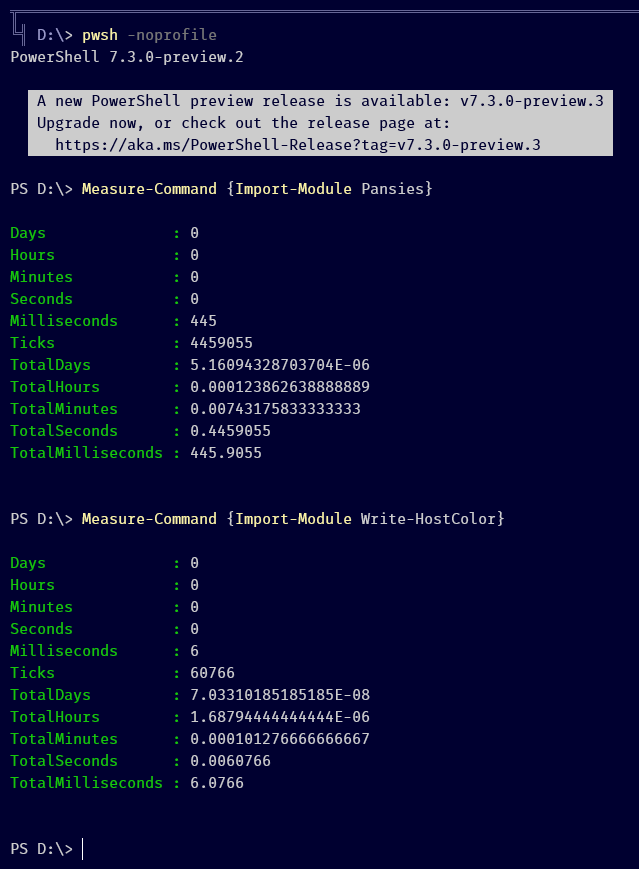 D:\> pwsh -noprofile
PowerShell 7.3.0-preview.2
A new PowerShell preview release is available: v7.3.0-preview.3
Upgrade now, or check out the release page at:
https://aka.ms/PowerShell-Release?tag=v7.3.0-preview.3
PS D:\> Measure-Command {Import-Module Pansies}
Days : 0
Hours : 0
Minutes : 0
Seconds : 0
Milliseconds : 445
Ticks : 4459055
TotalDays : 5.16094328703704E-06
TotalHours : 0.000123862638888889
TotalMinutes : 0.00743175833333333
TotalSeconds : 0.4459055
TotalMilliseconds : 445.9055
PS D:\> Measure-Command {Import-Module Write-HostColor}
Days : 0
Hours : 0
Minutes : 0
Seconds : 0
Milliseconds : 6
Ticks : 60766
TotalDays : 7.03310185185185E-08
TotalHours : 1.68794444444444E-06
TotalMinutes : 0.000101276666666667
TotalSeconds : 0.0060766
TotalMilliseconds : 6.0766
PS D:\>